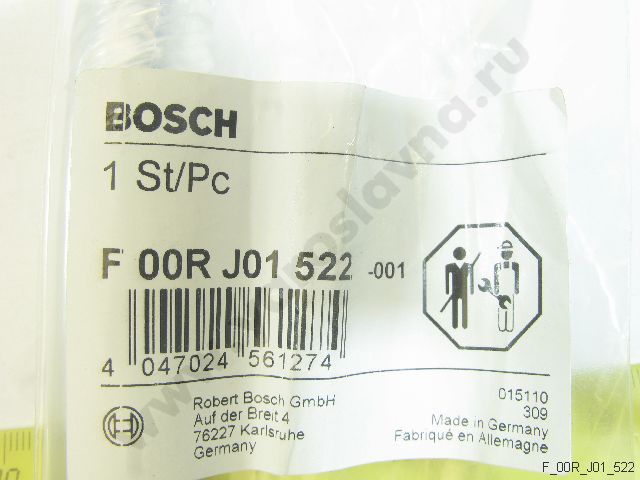 BOSCH
1 St/Pc
F 00R J01 522 -001
4 047024 561274
Robert Bosch GmbH
Auf der Breit 4
76227 Karlsruhe
Germany
015110
309
Made in Germany
Fabriqué en Allemagne
F_00R_J01_522